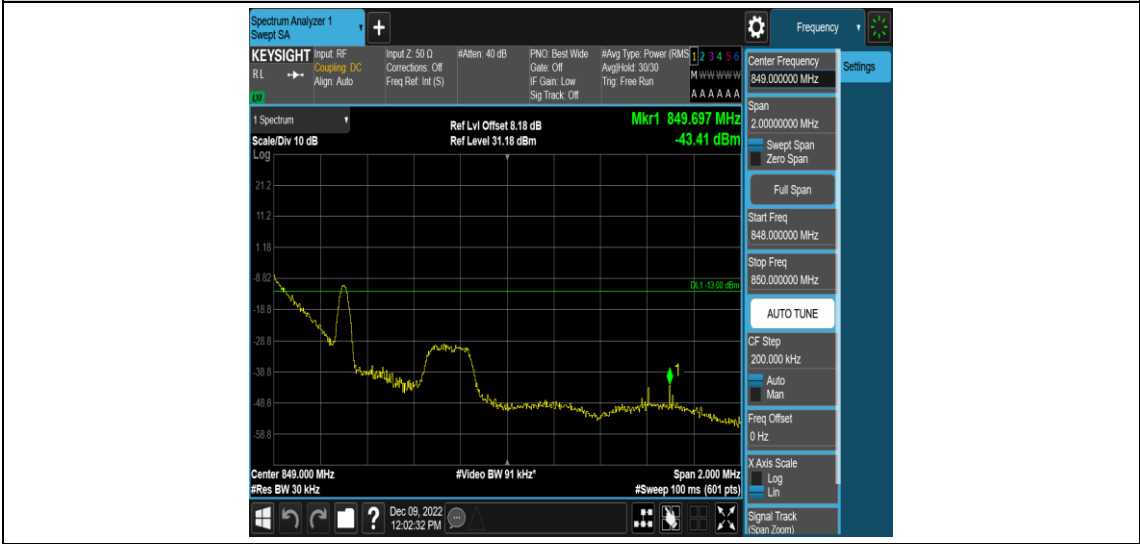 Spectrum Analyzer 1
Swept SA
+
Frequency
KEYSIGHT
RL
Input: RF
Coupling: DC
Align: Auto
Input Z: 50 Ω
Corrections: Off
Freq Ref: Int (S)
#Atten: 40 dB
PNO: Best Wide
Gate: Off
IF Gain: Low
Sig Track: Off
#Avg Type: Power (RMS
Avg|Hold: 30/30
Trig: Free Run
1 2 3 4 5 6
M W W W W W
A A A A A A
1 Spectrum
Scale/Div 10 dB
Log
Ref Lvl Offset 8.18 dB
Ref Level 31.18 dBm
Mkr1 849.697 MHz
-43.41 dBm
21.2
11.2
1.18
-8.82
-18.8
-28.8
-38.8
-48.8
-58.8
DL1 -13.00 dBm
1
Center 849.000 MHz
#Res BW 30 kHz
#Video BW 91 kHz*
Span 2.000 MHz
#Sweep 100 ms (601 pts)
Center Frequency
849.000000 MHz
Settings
Span
2.00000000 MHz
Swept Span
Zero Span
Full Span
Start Freq
848.000000 MHz
Stop Freq
850.000000 MHz
AUTO TUNE
CF Step
200.000 kHz
Auto
Man
Freq Offset
0 Hz
X Axis Scale
Log
Lin
Signal Track
(Span Zoom)
?
Dec 09, 2022
12:02:32 PM